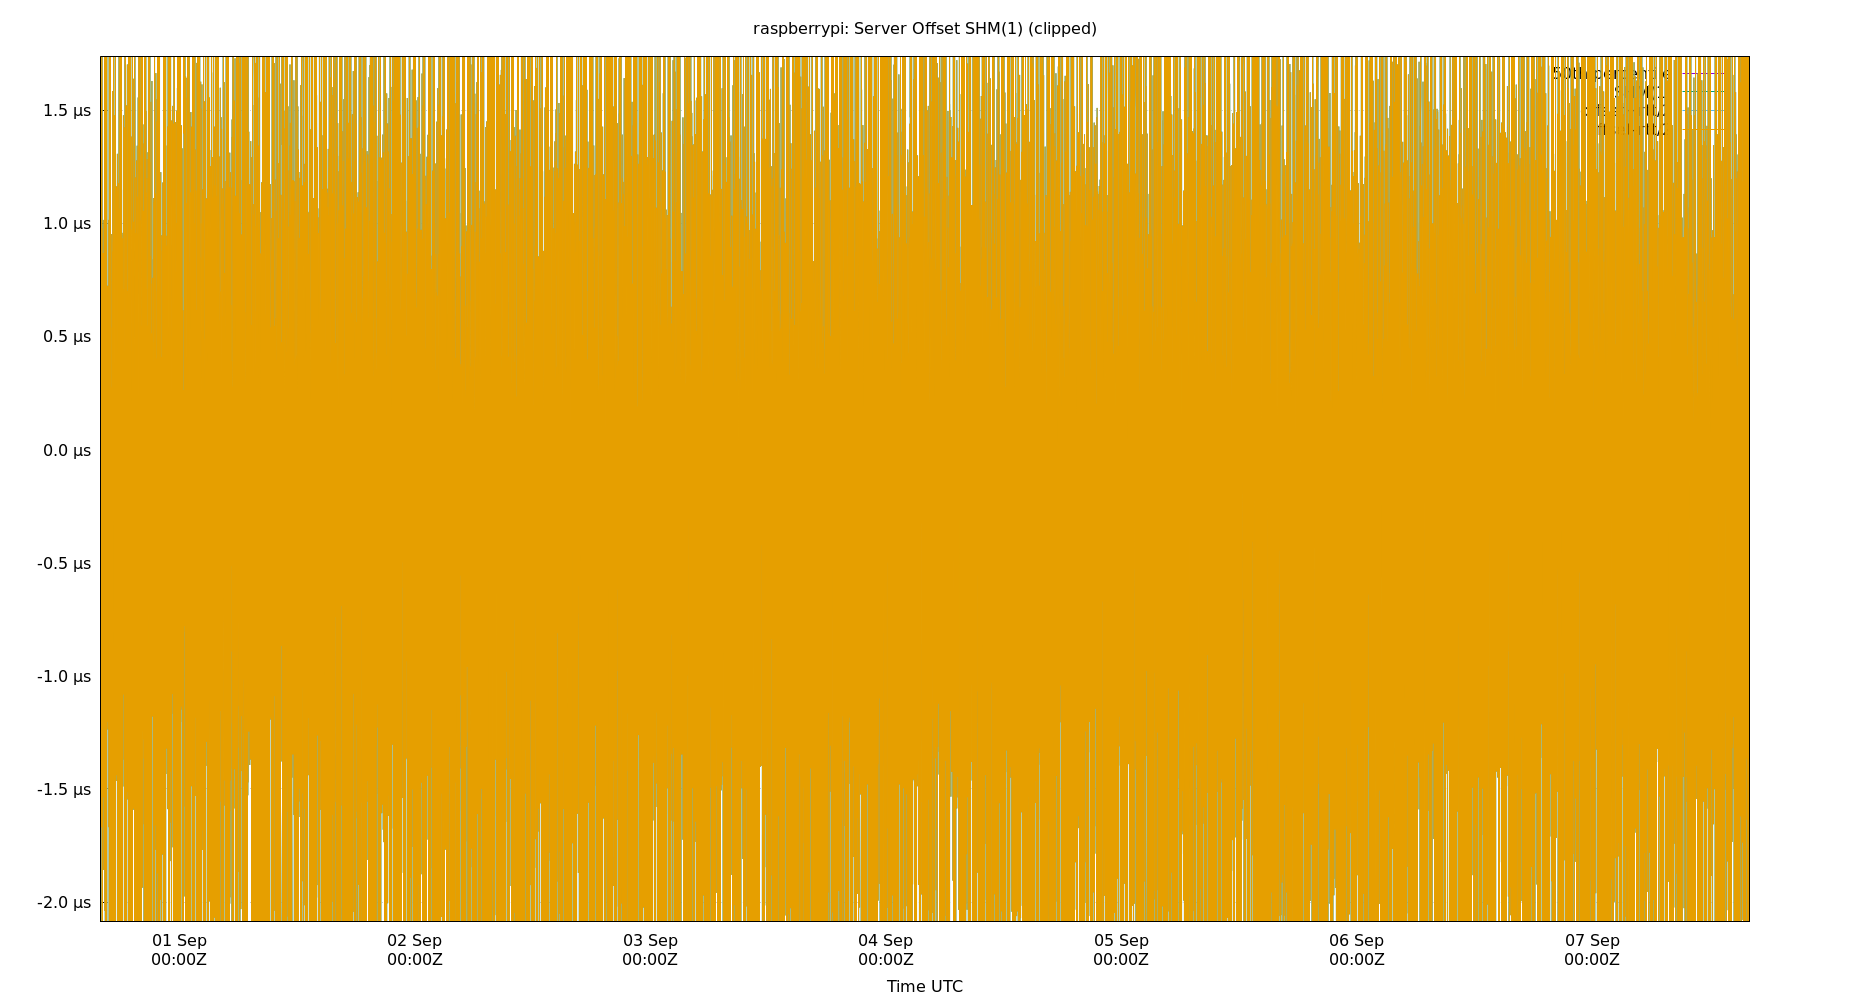 raspberrypi: Server Offset SHM(1) (clipped)
50th percentile
1.5 µs
1.0 µs
0.5 µs
0.0 µs
-0.5 µs
-1.0 µs
-1.5 µs
-2.0 µs
01 Sep 02 Sep 03 Sep 04 Sep 05 Sep 06 Sep 07 Sep
00:00Z 00:00Z 00:00Z 00:00Z 00:00Z 00:00Z 00:00Z
Time UTC